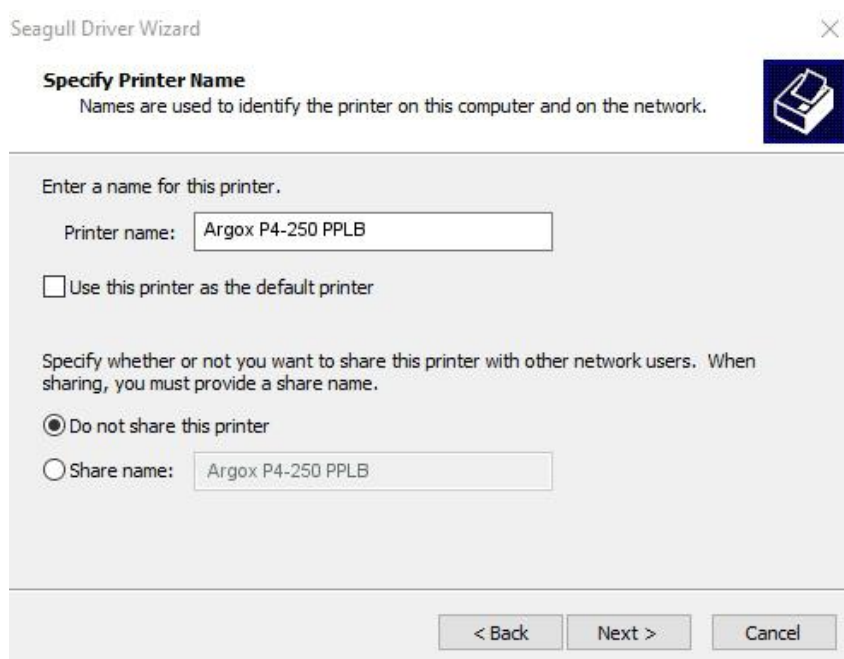 Seagull Driver Wizard
Specify Printer Name
Names are used to identify the printer on this computer and on the network.
Enter a name for this printer.
Printer name: Argox P4-250 PPLB
Use this printer as the default printer
Specify whether or not you want to share this printer with other network users. When
sharing, you must provide a share name.
Do not share this printer
Share name: Argox P4-250 PPLB
< Back Next > Cancel